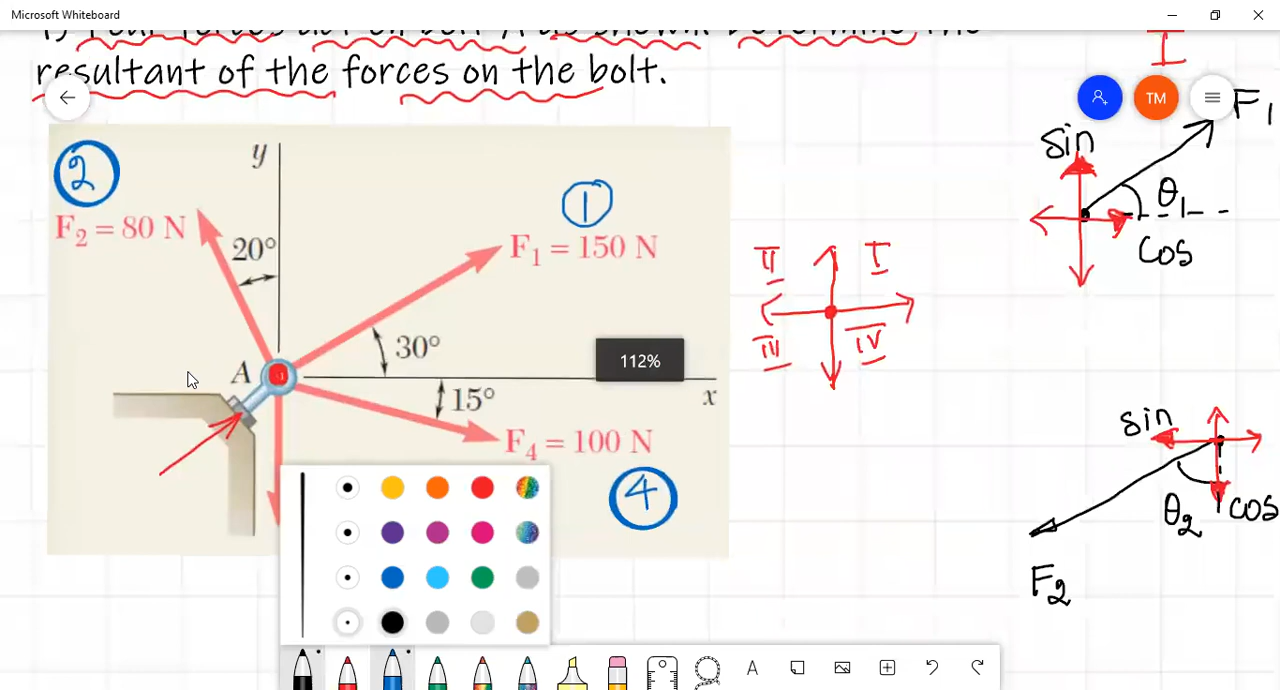 Microsoft Whiteboard
resultant of the forces on the bolt.
I
TM
F1
sin
θ1
cos
2
y
1
F2 = 80 N
20°
F1 = 150 N
II
I
III
IV
30°
112%
A
x
15°
F4 = 100 N
4
sin
θ2
cos
F2
A